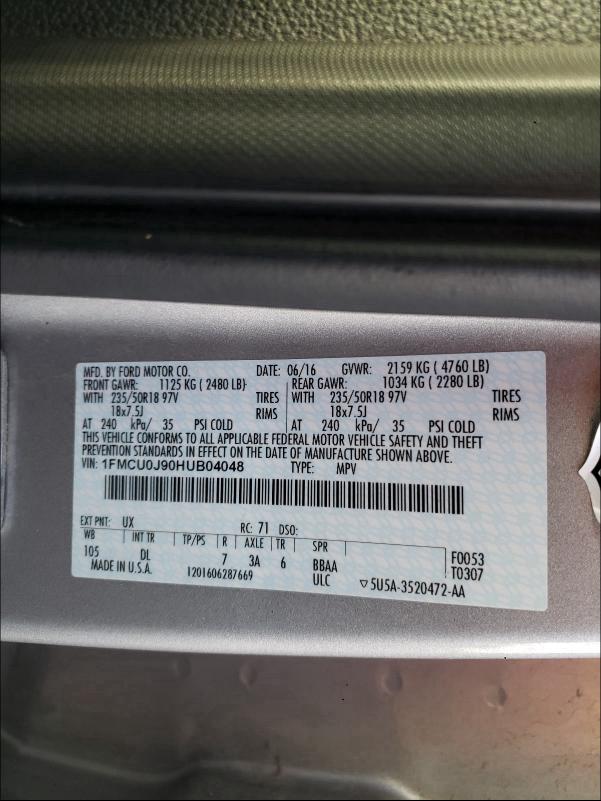 MFD. BY FORD MOTOR CO. DATE: 06/16 GVWR: 2159 KG ( 4760 LB)
FRONT GAWR: 1125 KG ( 2480 LB) REAR GAWR: 1034 KG ( 2280 LB)
WITH 235/50R18 97V TIRES WITH 235/50R18 97V TIRES
18x7.5J RIMS 18x7.5J RIMS
AT 240 kPa/ 35 PSI COLD AT 240 kPa/ 35 PSI COLD
THIS VEHICLE CONFORMS TO ALL APPLICABLE FEDERAL MOTOR VEHICLE SAFETY AND THEFT
PREVENTION STANDARDS IN EFFECT ON THE DATE OF MANUFACTURE SHOWN ABOVE.
VIN: 1FMCU0J90HUB04048 TYPE: MPV
EXT PNT: UX RC: 71 DSO:
WB INT TR TP/PS R AXLE TR SPR
105 DL 7 3A 6 BBAA F0053
MADE IN U.S.A. 1201606287669 ULC T0307
▽5U5A-3520472-AA